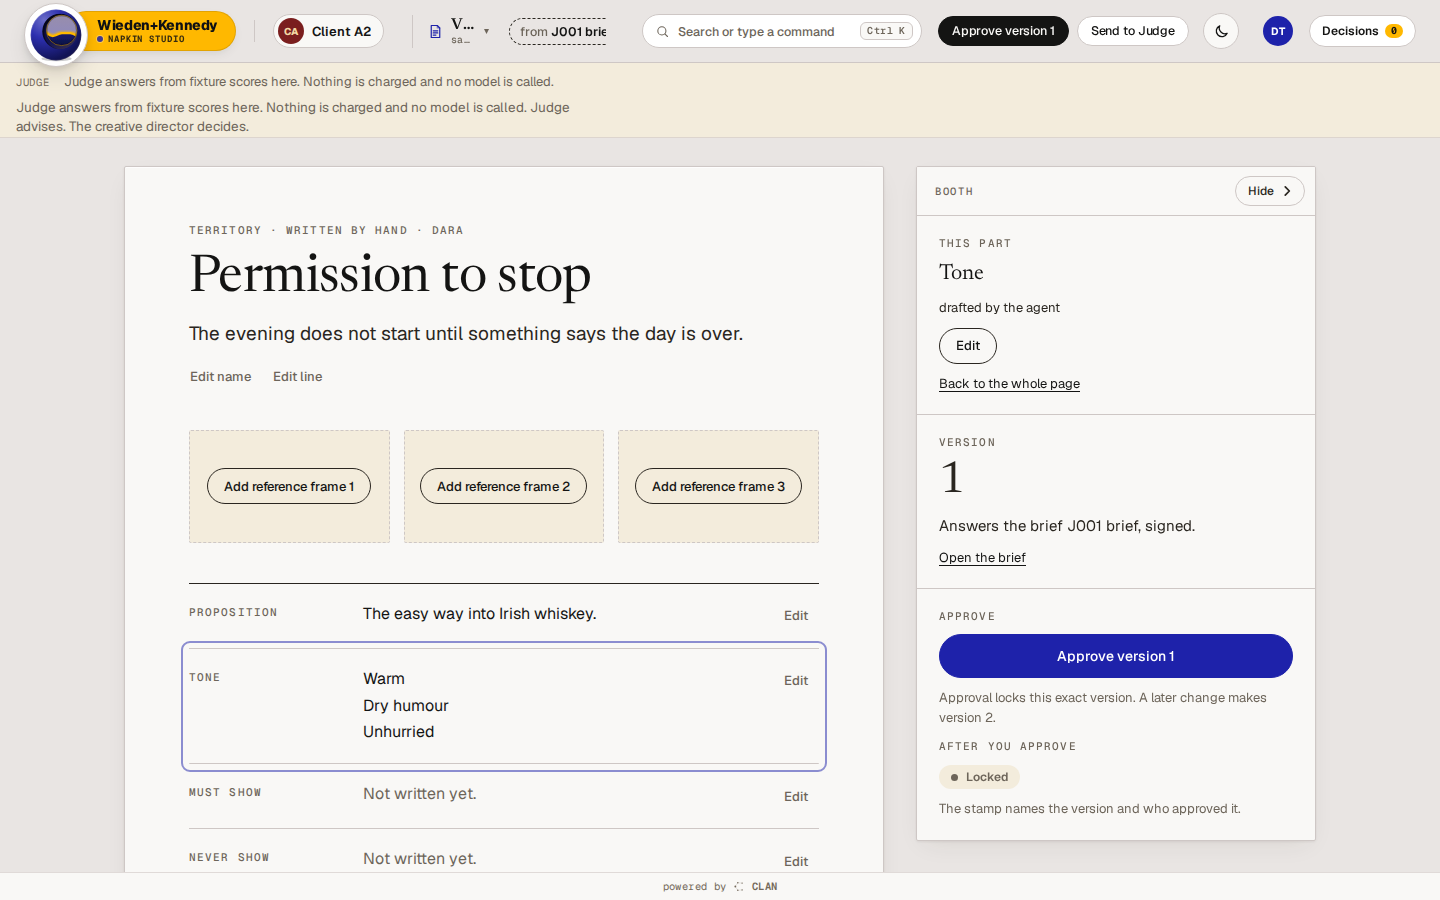 Wieden+Kennedy
NAPKIN STUDIO
CA
Client A2
V…
sa…
from J001 brie
Search or type a command
Ctrl K
Approve version 1
Send to Judge
DT
Decisions 0
JUDGE Judge answers from fixture scores here. Nothing is charged and no model is called.
Judge answers from fixture scores here. Nothing is charged and no model is called. Judge
advises. The creative director decides.
TERRITORY · WRITTEN BY HAND · DARA
Permission to stop
The evening does not start until something says the day is over.
Edit name Edit line
Add reference frame 1
Add reference frame 2
Add reference frame 3
PROPOSITION The easy way into Irish whiskey. Edit
TONE Warm Edit
Dry humour
Unhurried
MUST SHOW Not written yet. Edit
NEVER SHOW Not written yet. Edit
BOOTH
Hide
THIS PART
Tone
drafted by the agent
Edit
Back to the whole page
VERSION
1
Answers the brief J001 brief, signed.
Open the brief
APPROVE
Approve version 1
Approval locks this exact version. A later change makes
version 2.
AFTER YOU APPROVE
Locked
The stamp names the version and who approved it.
powered by CLAN